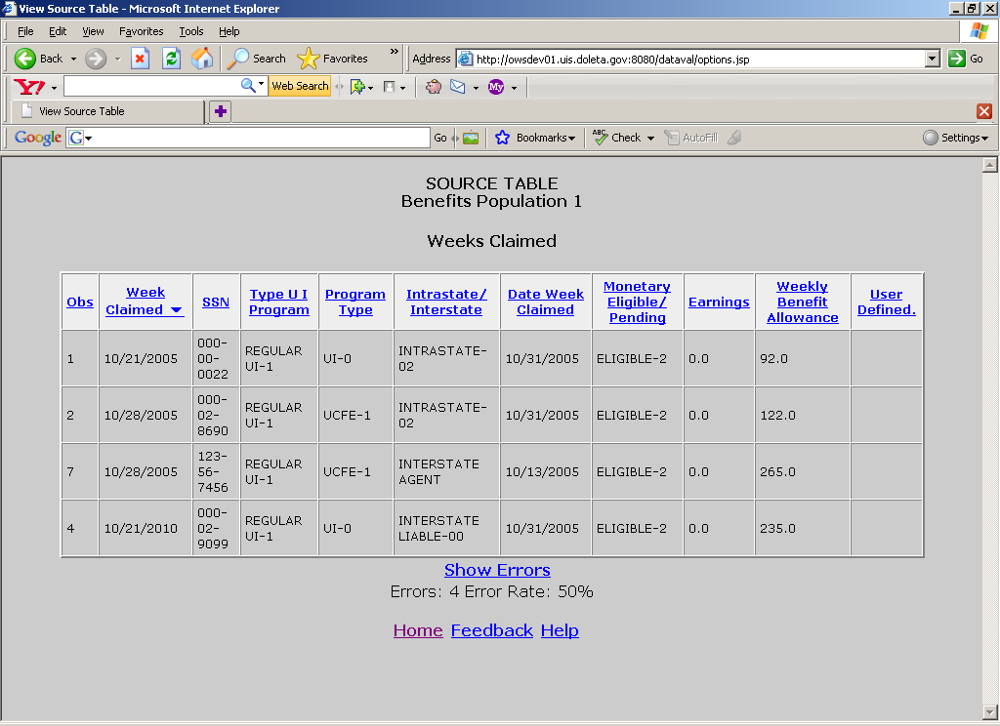 View Source Table - Microsoft Internet Explorer
File Edit View Favorites Tools Help
Back Search Favorites » Address http://owsdev01.uis.doleta.gov:8080/dataval/options.jsp Go
Y! Web Search My
View Source Table
Google G Go Bookmarks ABC Check AutoFill Settings
SOURCE TABLE
Benefits Population 1
Weeks Claimed
Obs Week Claimed SSN Type U I Program Program Type Intrastate/ Interstate Date Week Claimed Monetary Eligible/ Pending Earnings Weekly Benefit Allowance User Defined.
1 10/21/2005 000-00-0022 REGULAR UI-1 UI-0 INTRASTATE-02 10/31/2005 ELIGIBLE-2 0.0 92.0
2 10/28/2005 000-02-8690 REGULAR UI-1 UCFE-1 INTRASTATE-02 10/31/2005 ELIGIBLE-2 0.0 122.0
7 10/28/2005 123-56-7456 REGULAR UI-1 UCFE-1 INTERSTATE AGENT 10/13/2005 ELIGIBLE-2 0.0 265.0
4 10/21/2010 000-02-9099 REGULAR UI-1 UI-0 INTERSTATE LIABLE-00 10/31/2005 ELIGIBLE-2 0.0 235.0
Show Errors
Errors: 4 Error Rate: 50%
Home Feedback Help